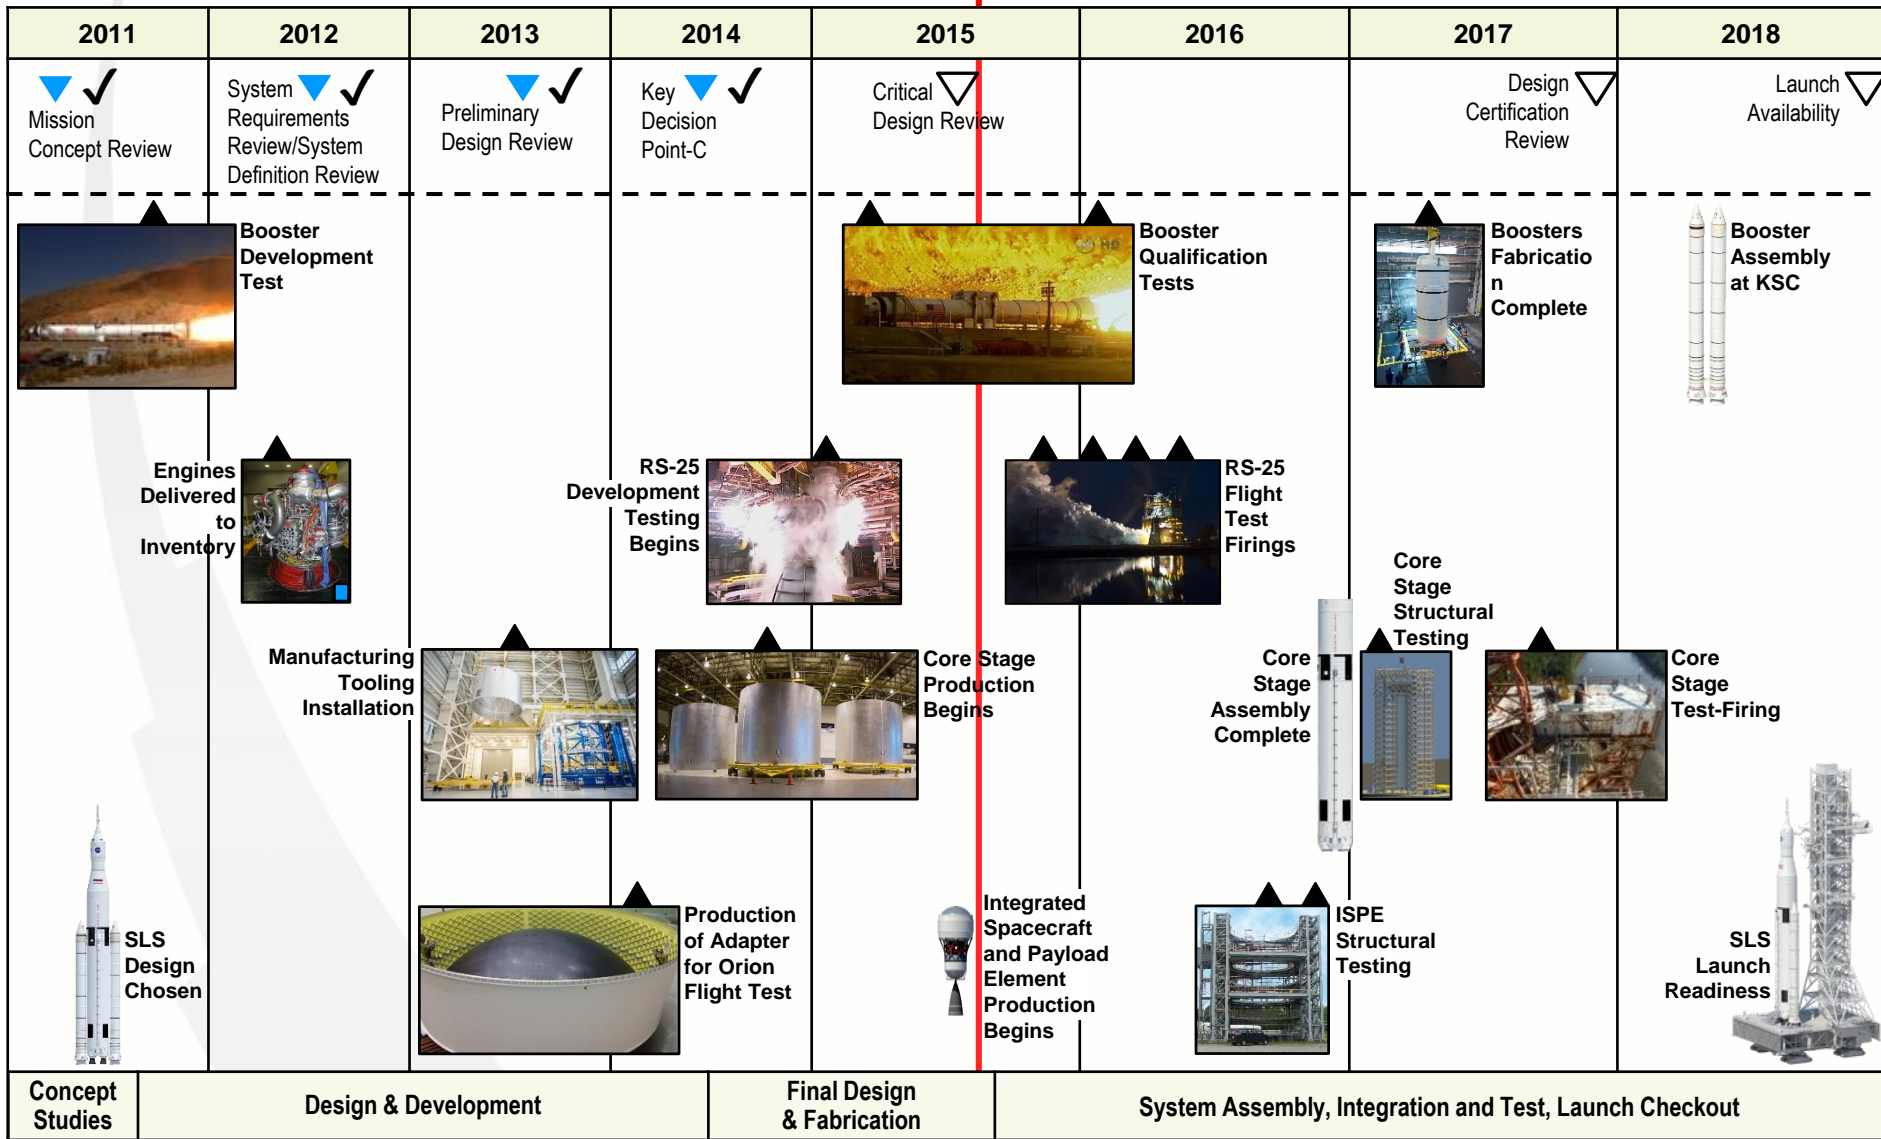 2011
2012
2013
2014
2015
2016
2017
2018
Mission
Concept Review
System
Requirements
Review/System
Definition Review
Preliminary
Design Review
Key
Decision
Point-C
Critical
Design Review
Design
Certification
Review
Launch
Availability
Booster
Development
Test
HD
Booster
Qualification
Tests
Boosters
Fabricatio
n
Complete
Booster
Assembly
at KSC
Engines
Delivered
to
Inventory
RS-25
Development
Testing
Begins
RS-25
Flight
Test
Firings
Manufacturing
Tooling
Installation
Core Stage
Production
Begins
Core
Stage
Assembly
Complete
Core
Stage
Structural
Testing
Core
Stage
Test-Firing
SLS
Design
Chosen
Production
of Adapter
for Orion
Flight Test
Integrated
Spacecraft
and Payload
Element
Production
Begins
ISPE
Structural
Testing
SLS
Launch
Readiness
Concept
Studies
Design & Development
Final Design
& Fabrication
System Assembly, Integration and Test, Launch Checkout